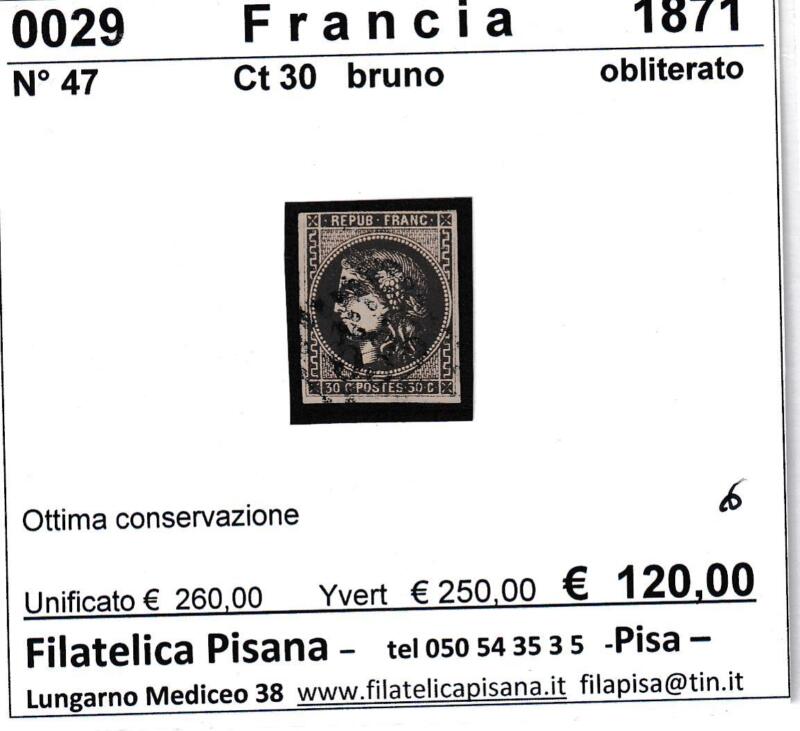 0029 Francia 1871
N° 47 Ct 30 bruno obliterato
· REPUB · FRANC ·
30 C · POSTES · 30 C
Ottima conservazione
Unificato € 260,00 Yvert € 250,00 € 120,00
Filatelica Pisana – tel 050 54 35 3 5 -Pisa –
Lungarno Mediceo 38 www.filatelicapisana.it filapisa@tin.it